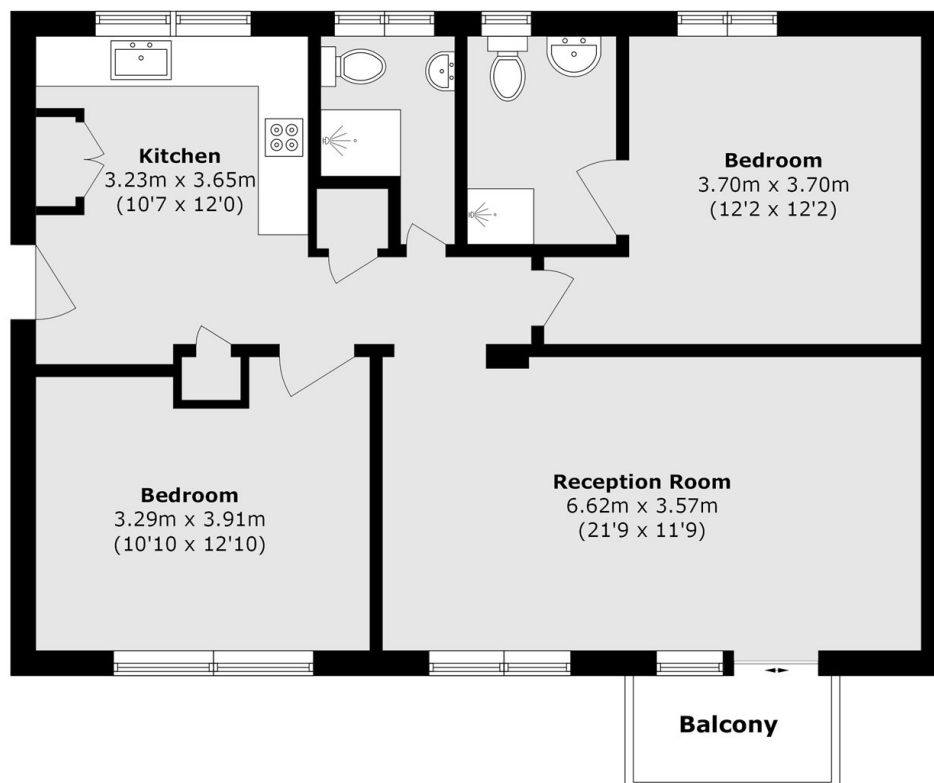 Kitchen
3.23m x 3.65m
(10'7 x 12'0)
Bedroom
3.70m x 3.70m
(12'2 x 12'2)
Bedroom
3.29m x 3.91m
(10'10 x 12'10)
Reception Room
6.62m x 3.57m
(21'9 x 11'9)
Balcony